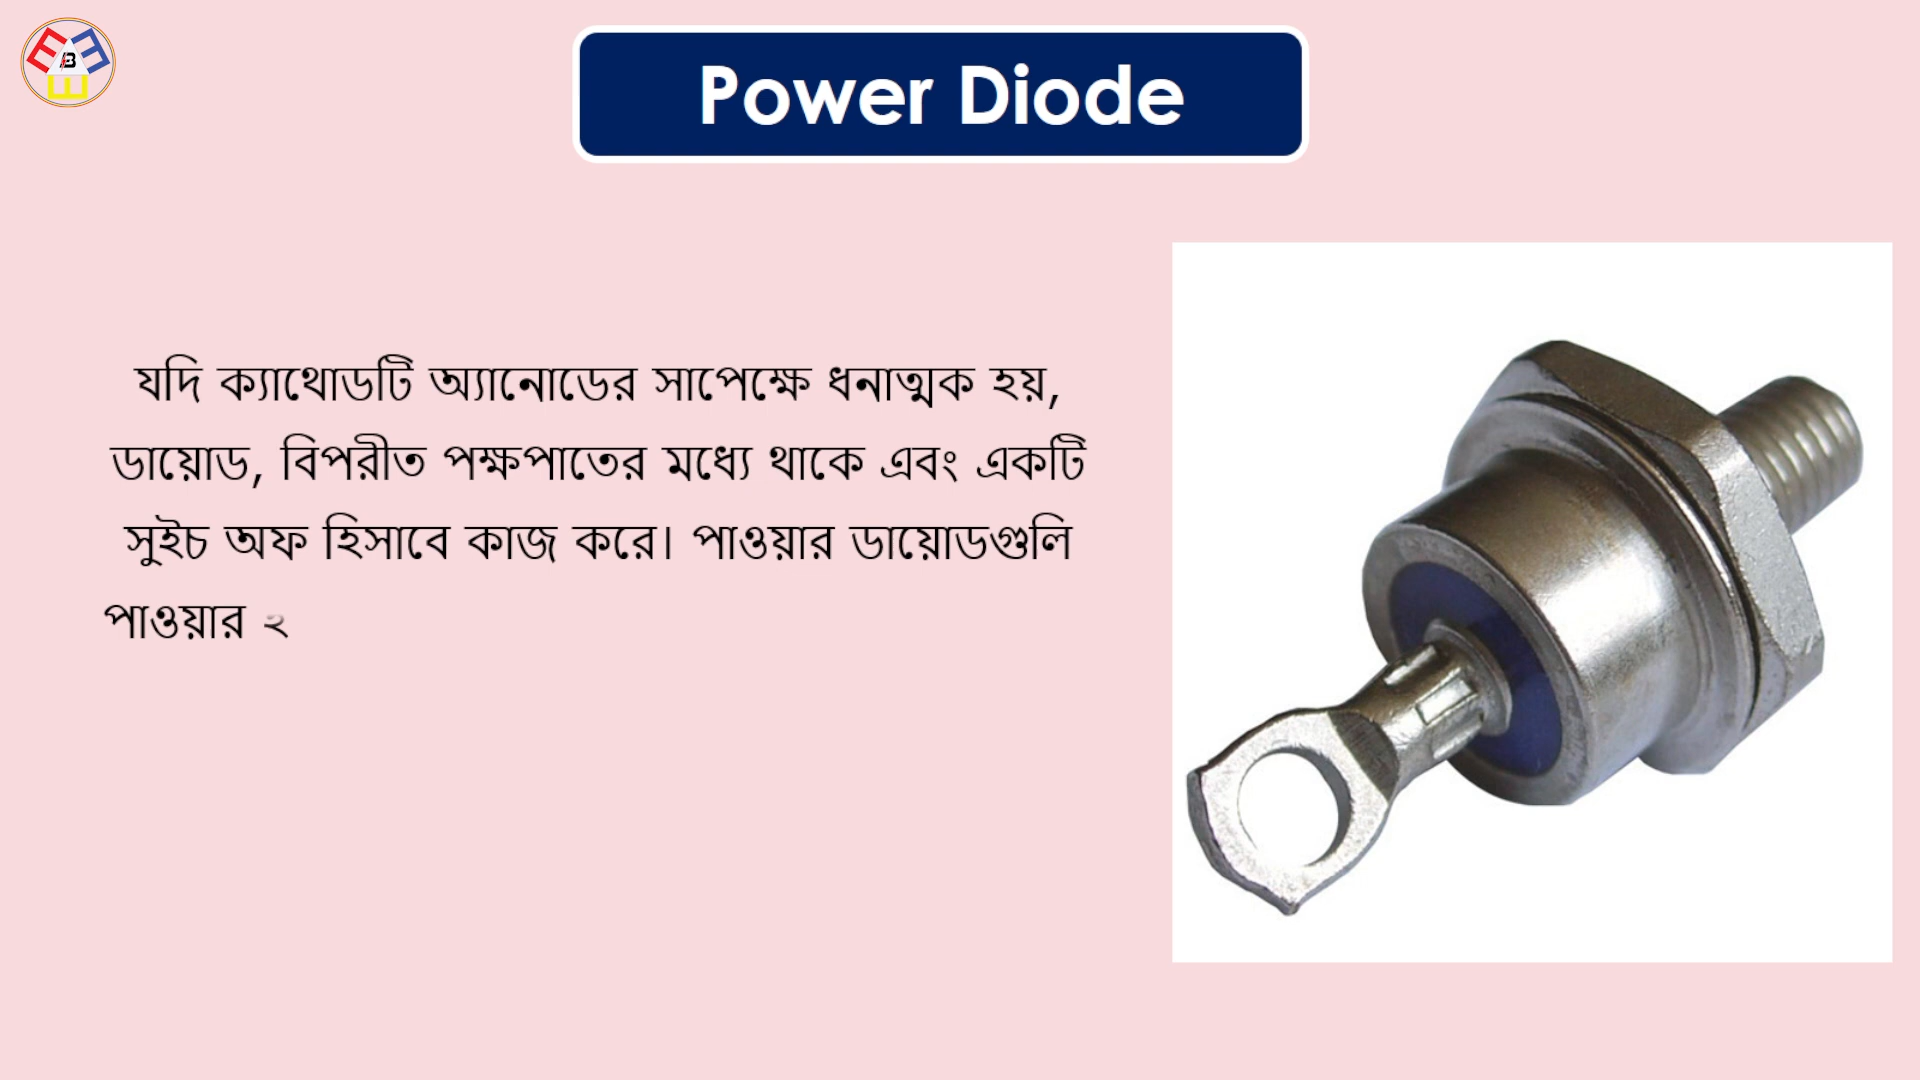 Power Diode
যদি ক্যাথোডটি অ্যানোডের সাপেক্ষে ধনাত্মক হয়,
ডায়োড, বিপরীত পক্ষপাতের মধ্যে থাকে এবং একটি
সুইচ অফ হিসাবে কাজ করে। পাওয়ার ডায়োডগুলি
পাওয়ার